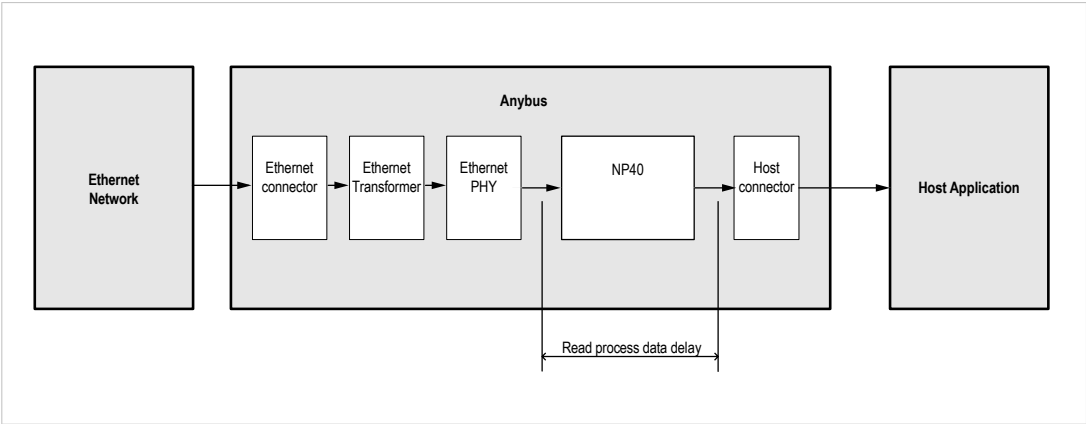 Anybus
Ethernet
Network
Ethernet
connector
Ethernet
Transformer
Ethernet
PHY
NP40
Host
connector
Host Application
Read process data delay